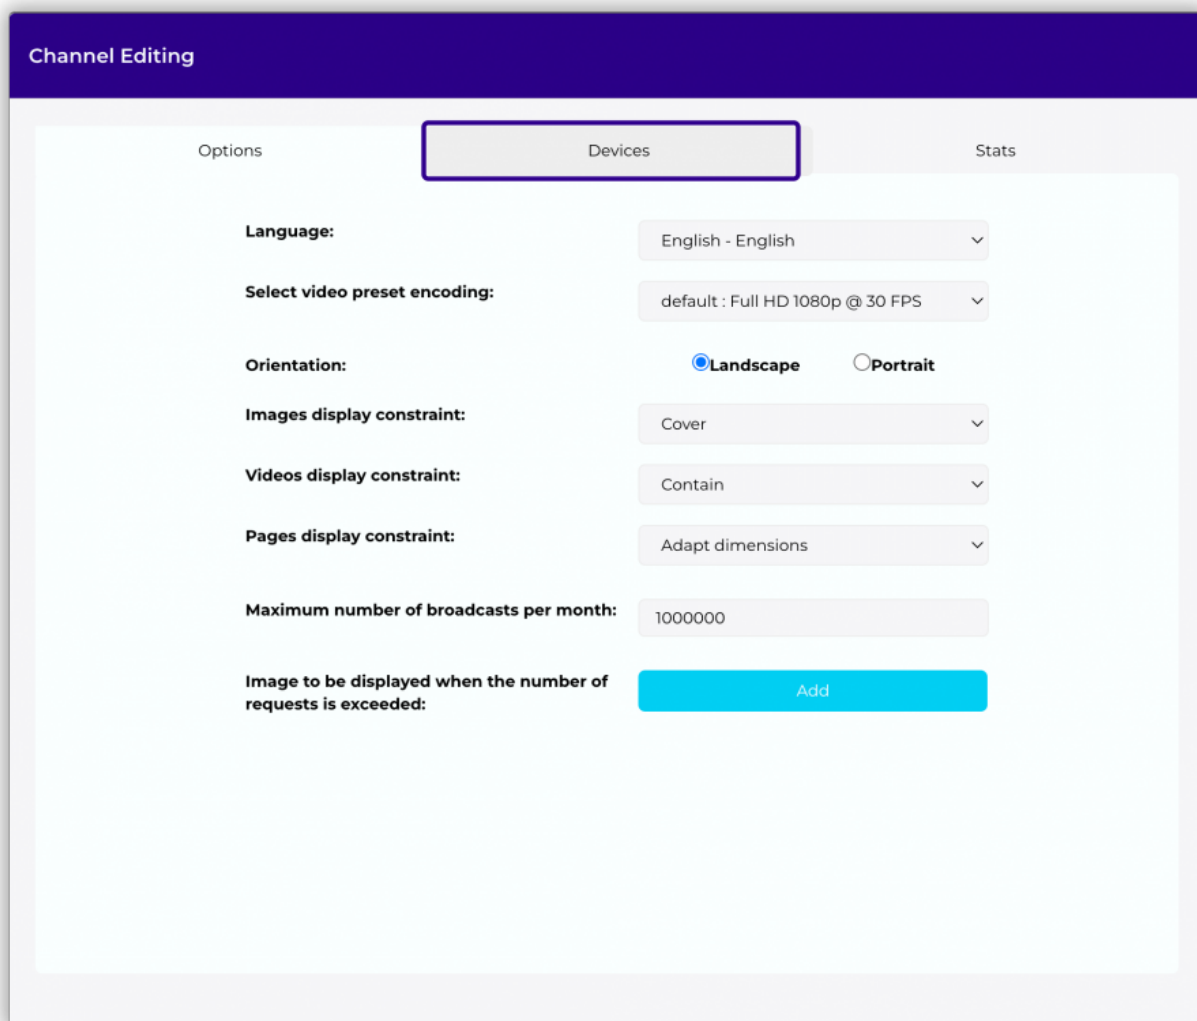 Channel Editing
Options
Devices
Stats
Language:
English - English
Select video preset encoding:
default : Full HD 1080p @ 30 FPS
Orientation:
Landscape
Portrait
Images display constraint:
Cover
Videos display constraint:
Contain
Pages display constraint:
Adapt dimensions
Maximum number of broadcasts per month:
1000000
Image to be displayed when the number of
requests is exceeded:
Add